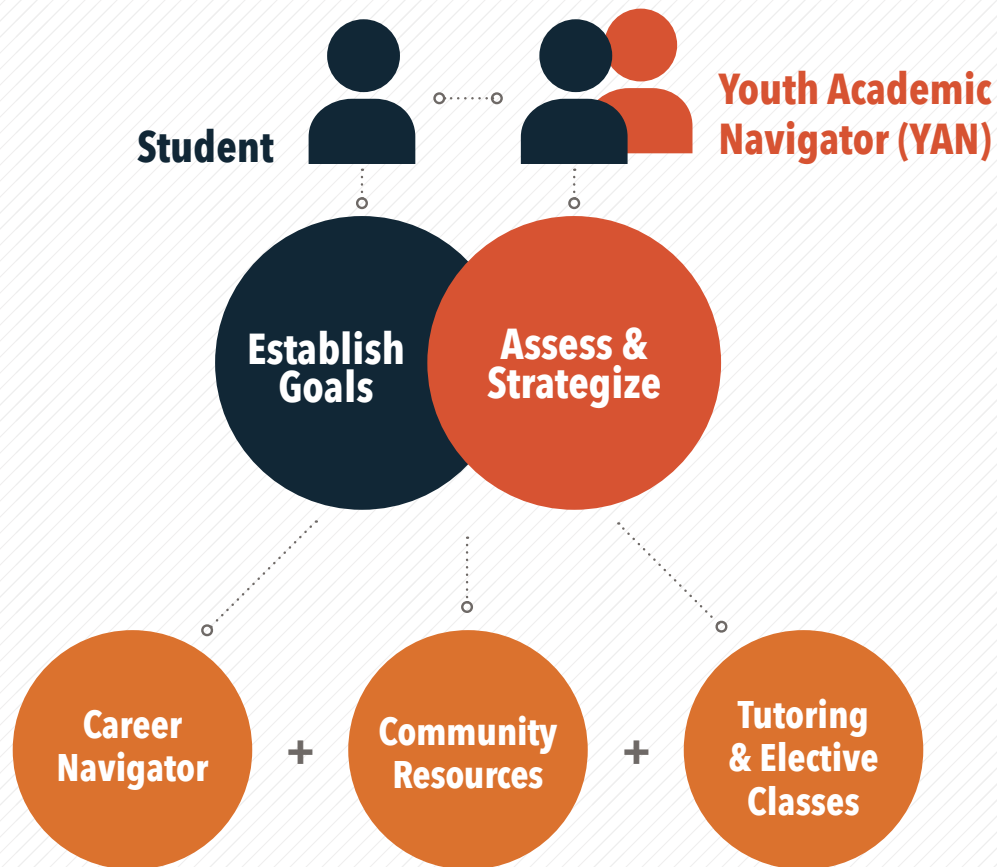 Student
Youth Academic
Navigator (YAN)
Establish
Goals
Assess &
Strategize
Career
Navigator
+
Community
Resources
+
Tutoring
& Elective
Classes